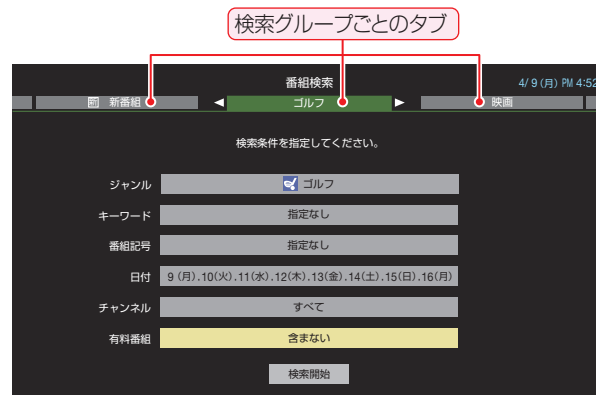 検索グループごとのタブ
番組検索 4/ 9 (月) PM 4:52
新 新番組 ◀ ゴルフ ▶ 映画
検索条件を指定してください。
ジャンル ゴルフ
キーワード 指定なし
番組記号 指定なし
日付 9 (月).10(火).11(水).12(木).13(金).14(土).15(日).16(月)
チャンネル すべて
有料番組 含まない
検索開始